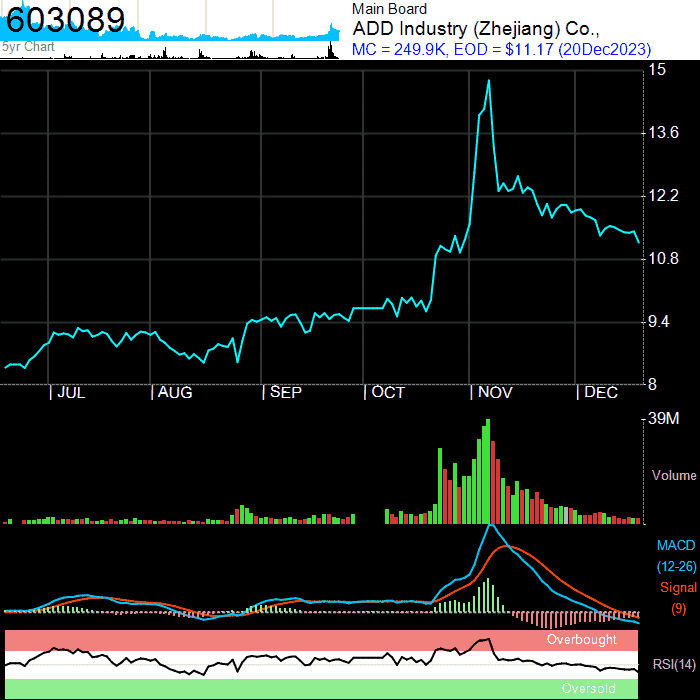 603089
5yr Chart
Main Board
ADD Industry (Zhejiang) Co.,
MC = 249.9K, EOD = $11.17 (20Dec2023)
15
13.6
12.2
10.8
9.4
8
JUL
AUG
SEP
OCT
NOV
DEC
39M
Volume
MACD
(12-26)
Signal
(9)
Overbought
RSI(14)
Oversold